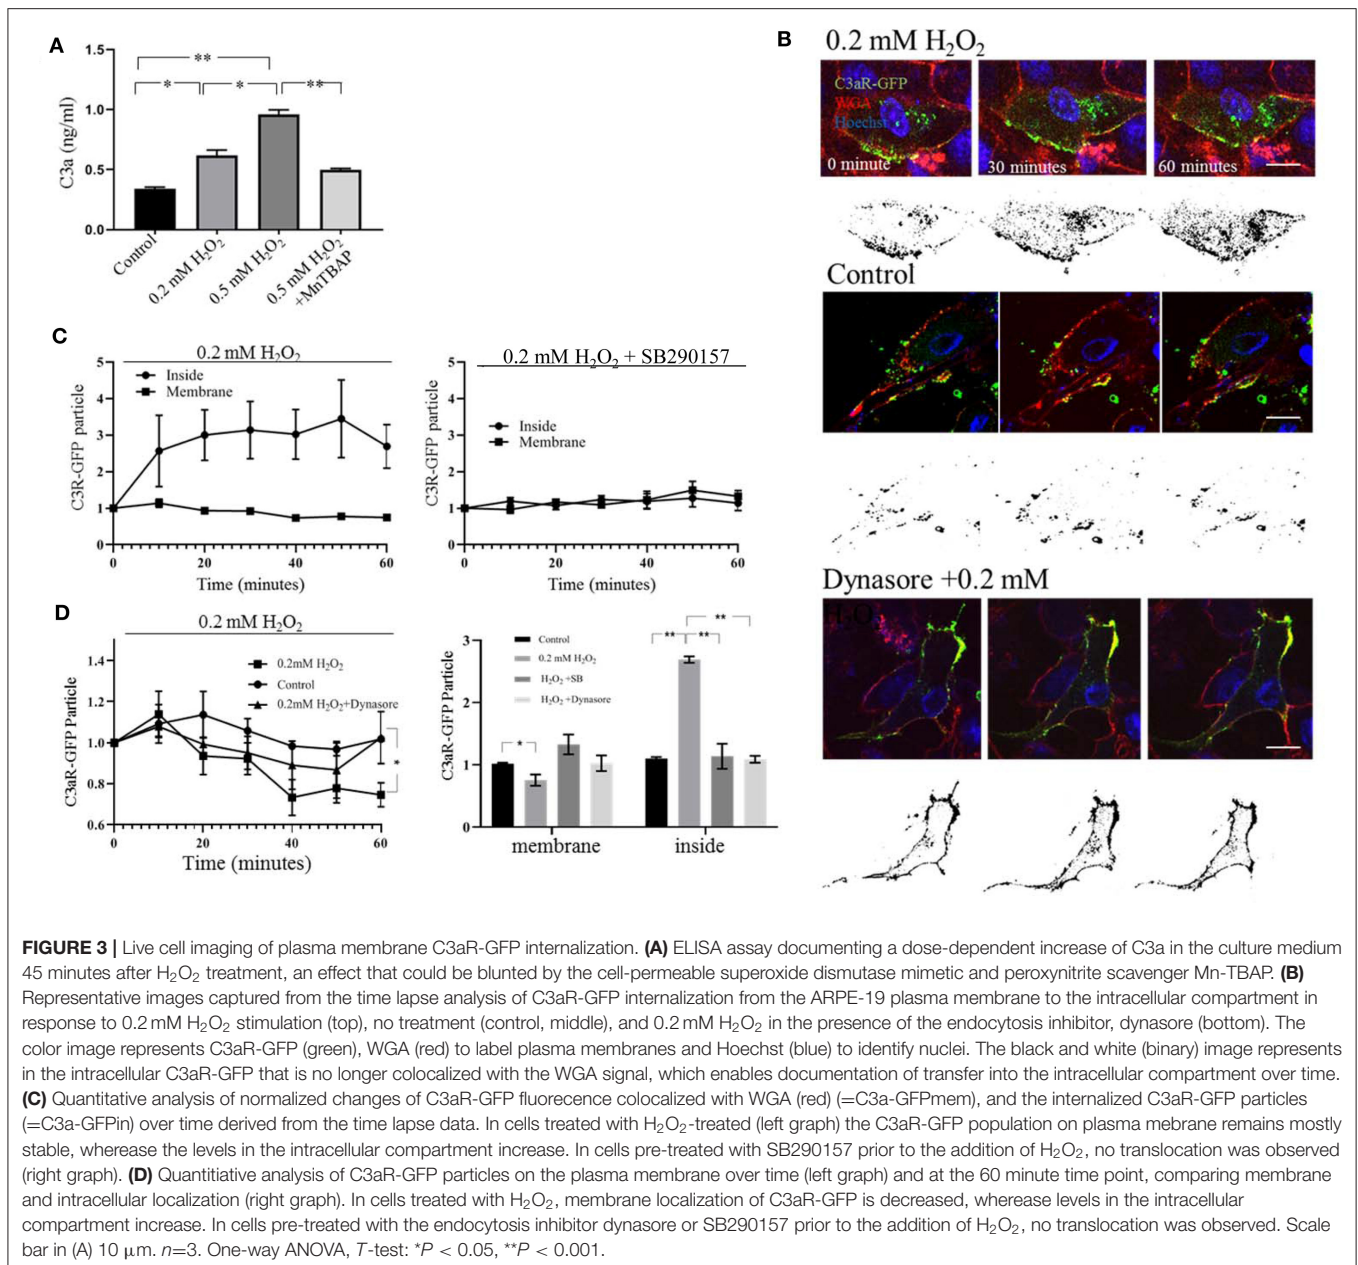 A
1.5
1.0
0.5
0.0
C3a (ng/ml)
**
*
*
**
Control
0.2 mM H₂O₂
0.5 mM H₂O₂
0.5 mM H₂O₂
+MnTBAP
B
0.2 mM H₂O₂
C3aR-GFP
WGA
Hoechst
0 minute
30 minutes
60 minutes
Control
Dynasore +0.2 mM
C
0.2 mM H₂O₂
5
4
3
2
1
0
C3R-GFP particle
Inside
Membrane
0
20
40
60
Time (minutes)
0.2 mM H₂O₂ + SB290157
5
4
3
2
1
0
C3R-GFP particle
Inside
Membrane
0
20
40
60
Time (minutes)
D
0.2 mM H₂O₂
1.4
1.2
1.0
0.8
0.6
C3aR-GFP Particle
0.2mM H₂O₂
Control
0.2mM H₂O₂+Dynasore
*
0
20
40
60
Time (minutes)
3
2
1
0
C3aR-GFP Particle
Control
0.2 mM H₂O₂
H₂O₂ +SB
H₂O₂ +Dynasore
*
**
**
**
membrane
inside
FIGURE 3 | Live cell imaging of plasma membrane C3aR-GFP internalization. (A) ELISA assay documenting a dose-dependent increase of C3a in the culture medium
45 minutes after H₂O₂ treatment, an effect that could be blunted by the cell-permeable superoxide dismutase mimetic and peroxynitrite scavenger Mn-TBAP. (B)
Representative images captured from the time lapse analysis of C3aR-GFP internalization from the ARPE-19 plasma membrane to the intracellular compartment in
response to 0.2 mM H₂O₂ stimulation (top), no treatment (control, middle), and 0.2 mM H₂O₂ in the presence of the endocytosis inhibitor, dynasore (bottom). The
color image represents C3aR-GFP (green), WGA (red) to label plasma membranes and Hoechst (blue) to identify nuclei. The black and white (binary) image represents
in the intracellular C3aR-GFP that is no longer colocalized with the WGA signal, which enables documentation of transfer into the intracellular compartment over time.
(C) Quantitative analysis of normalized changes of C3aR-GFP fluorecence colocalized with WGA (red) (=C3a-GFPmem), and the internalized C3aR-GFP particles
(=C3a-GFPin) over time derived from the time lapse data. In cells treated with H₂O₂-treated (left graph) the C3aR-GFP population on plasma mebrane remains mostly
stable, wherease the levels in the intracellular compartment increase. In cells pre-treated with SB290157 prior to the addition of H₂O₂, no translocation was observed
(right graph). (D) Quantitiative analysis of C3aR-GFP particles on the plasma membrane over time (left graph) and at the 60 minute time point, comparing membrane
and intracellular localization (right graph). In cells treated with H₂O₂, membrane localization of C3aR-GFP is decreased, wherease levels in the intracellular
compartment increase. In cells pre-treated with the endocytosis inhibitor dynasore or SB290157 prior to the addition of H₂O₂, no translocation was observed. Scale
bar in (A) 10 μm. n=3. One-way ANOVA, T-test: *P < 0.05, **P < 0.001.